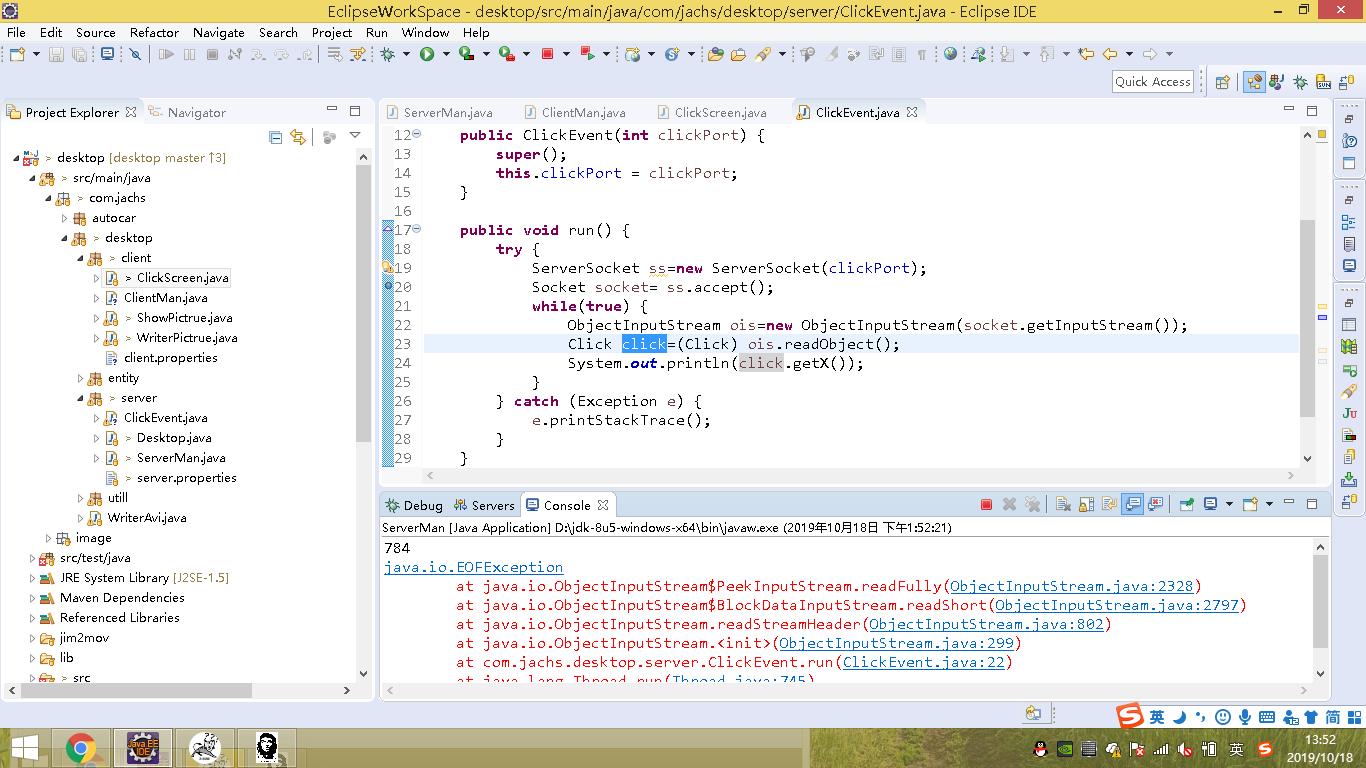 EclipseWorkSpace - desktop/src/main/java/com/jachs/desktop/server/ClickEvent.java - Eclipse IDE
File Edit Source Refactor Navigate Search Project Run Window Help
Quick Access
Project Explorer Navigator
> desktop [desktop master ↑3]
> src/main/java
> com.jachs
autocar
> desktop
> client
> ClickScreen.java
ClientMan.java
> ShowPictrue.java
> WriterPictrue.java
client.properties
entity
> server
ClickEvent.java
> Desktop.java
> ServerMan.java
> server.properties
utill
WriterAvi.java
image
src/test/java
JRE System Library [J2SE-1.5]
Maven Dependencies
Referenced Libraries
jim2mov
lib
> src
ServerMan.java ClientMan.java ClickScreen.java ClickEvent.java
12 public ClickEvent(int clickPort) {
13 super();
14 this.clickPort = clickPort;
15 }
16
17 public void run() {
18 try {
19 ServerSocket ss=new ServerSocket(clickPort);
20 Socket socket= ss.accept();
21 while(true) {
22 ObjectInputStream ois=new ObjectInputStream(socket.getInputStream());
23 Click click=(Click) ois.readObject();
24 System.out.println(click.getX());
25 }
26 } catch (Exception e) {
27 e.printStackTrace();
28 }
29 }
Debug Servers Console
ServerMan [Java Application] D:\jdk-8u5-windows-x64\bin\javaw.exe (2019年10月18日 下午1:52:21)
784
java.io.EOFException
at java.io.ObjectInputStream$PeekInputStream.readFully(ObjectInputStream.java:2328)
at java.io.ObjectInputStream$BlockDataInputStream.readShort(ObjectInputStream.java:2797)
at java.io.ObjectInputStream.readStreamHeader(ObjectInputStream.java:802)
at java.io.ObjectInputStream.<init>(ObjectInputStream.java:299)
at com.jachs.desktop.server.ClickEvent.run(ClickEvent.java:22)
at java.lang.Thread.run(Thread.java:745)
英 简
Java EE
IDE
英
13:52
2019/10/18